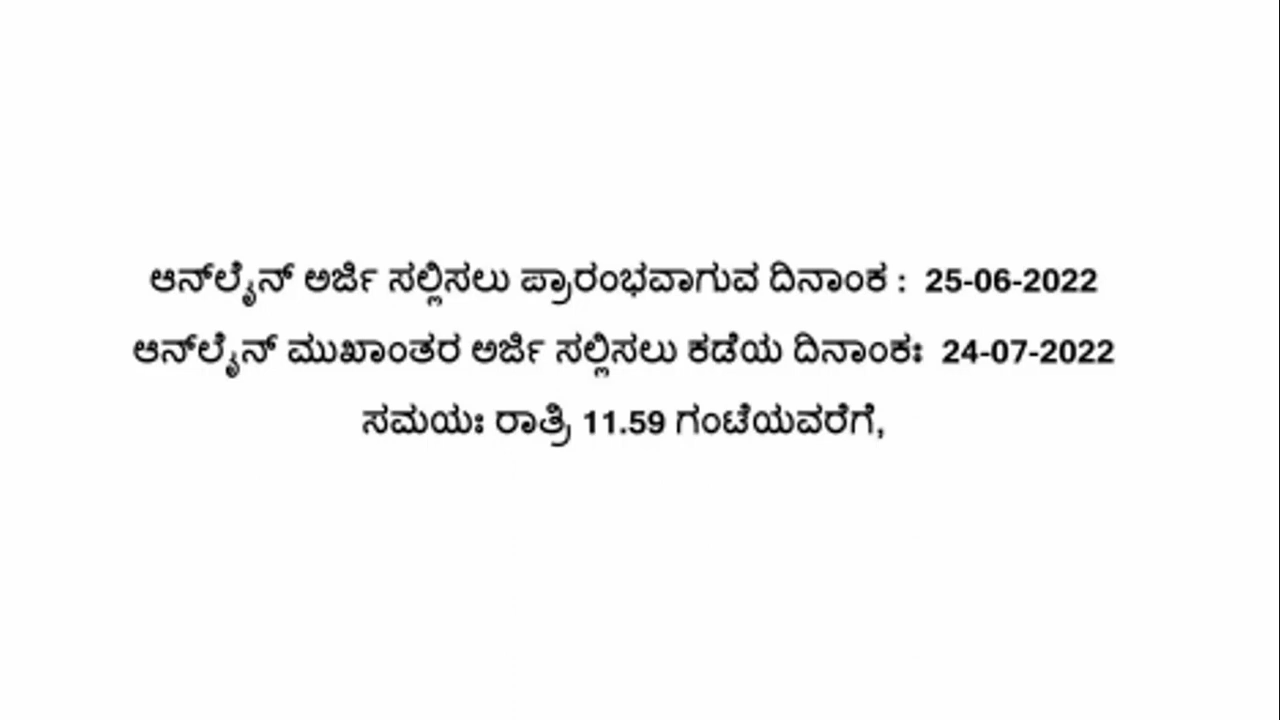 ಆನ್‌ಲೈನ್ ಅರ್ಜಿ ಸಲ್ಲಿಸಲು ಪ್ರಾರಂಭವಾಗುವ ದಿನಾಂಕ : 25-06-2022
ಆನ್‌ಲೈನ್ ಮುಖಾಂತರ ಅರ್ಜಿ ಸಲ್ಲಿಸಲು ಕಡೆಯ ದಿನಾಂಕಃ 24-07-2022
ಸಮಯಃ ರಾತ್ರಿ 11.59 ಗಂಟೆಯವರೆಗೆ,